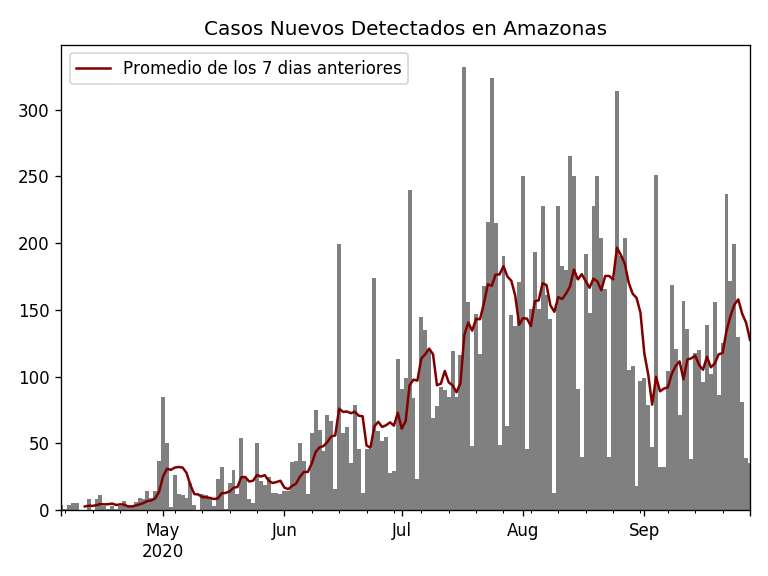 Casos Nuevos Detectados en Amazonas
Promedio de los 7 dias anteriores
300
250
200
150
100
50
0
May
2020
Jun
Jul
Aug
Sep